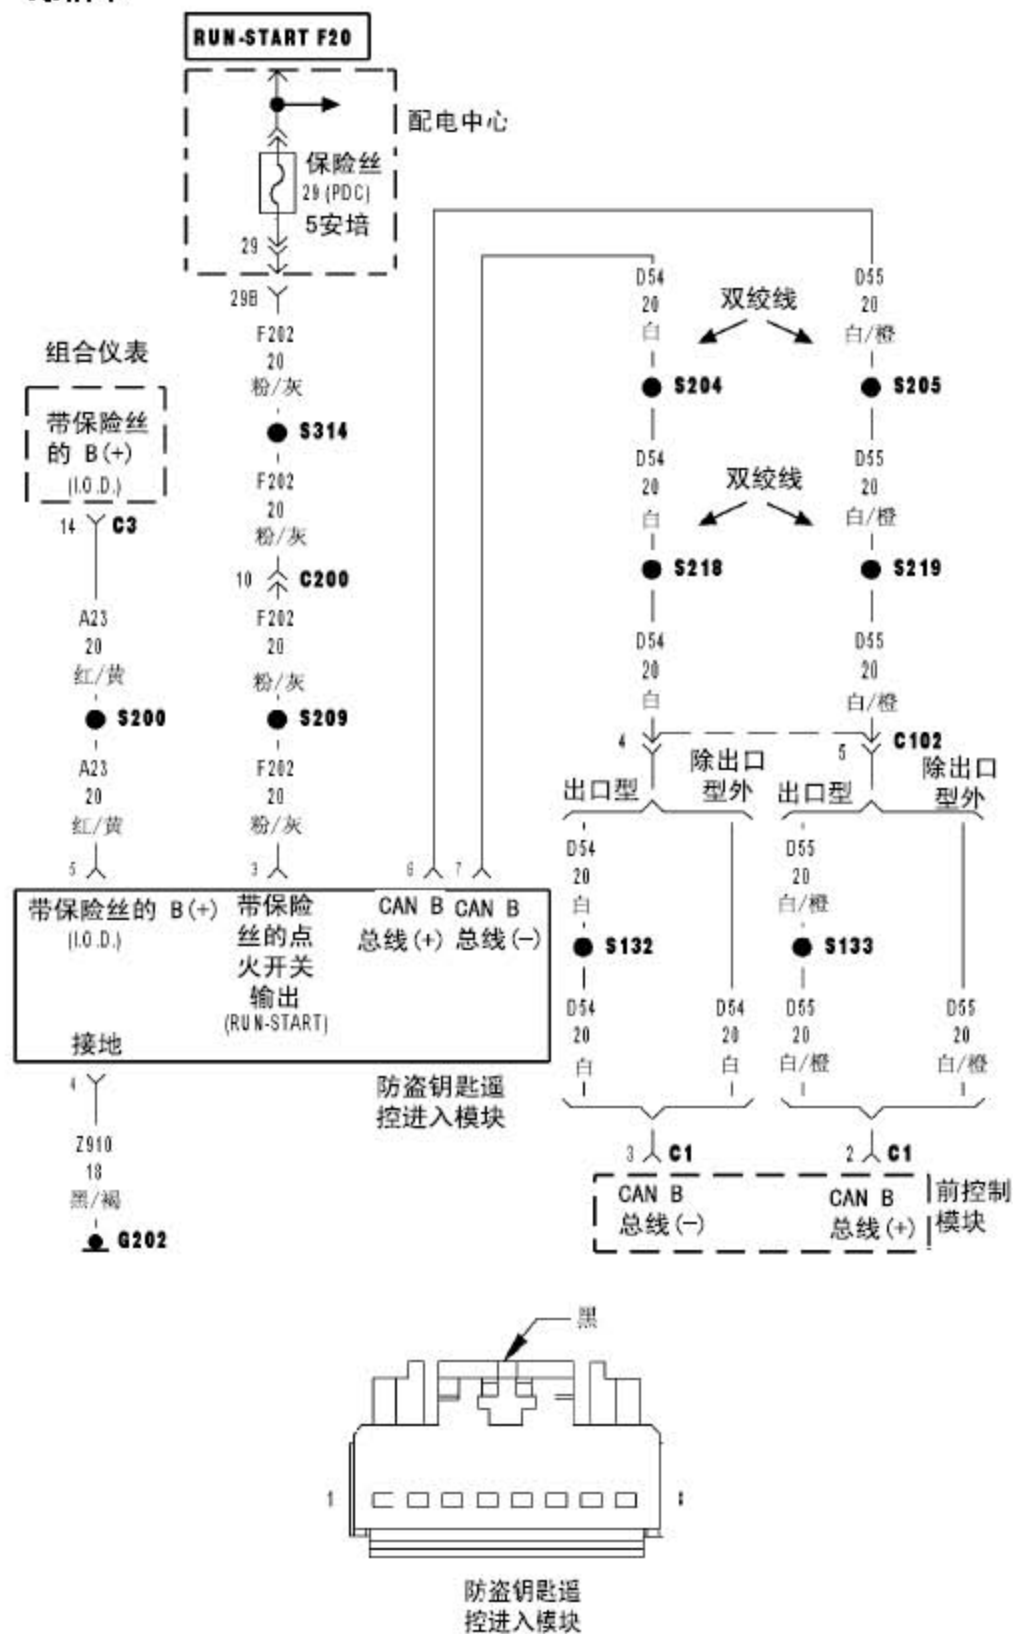 RUN-START F20
配电中心
保险丝
29 (PDC)
5安培
29
29B
F202
20
粉/灰
S314
F202
20
粉/灰
10
C200
F202
20
粉/灰
S209
F202
20
粉/灰
3
组合仪表
带保险丝
的 B(+)
(I.O.D.)
14
C3
A23
20
红/黄
S200
A23
20
红/黄
5
6
7
D54
20
白
双绞线
D55
20
白/橙
S204
S205
D54
20
白
双绞线
D55
20
白/橙
S218
S219
D54
20
白
D55
20
白/橙
4
5
C102
出口型
除出口
型外
出口型
除出口
型外
D54
20
白
D55
20
白/橙
S132
S133
D54
20
白
D54
20
白
D55
20
白/橙
D55
20
白/橙
3
C1
2
C1
CAN B
总线(-)
CAN B
总线(+)
前控制
模块
带保险丝的 B(+)
(I.O.D.)
带保险
丝的点
火开关
输出
(RUN-START)
CAN B
总线(+)
CAN B
总线(-)
接地
4
防盗钥匙遥
控进入模块
Z910
18
黑/褐
G202
黑
1
8
防盗钥匙遥
控进入模块